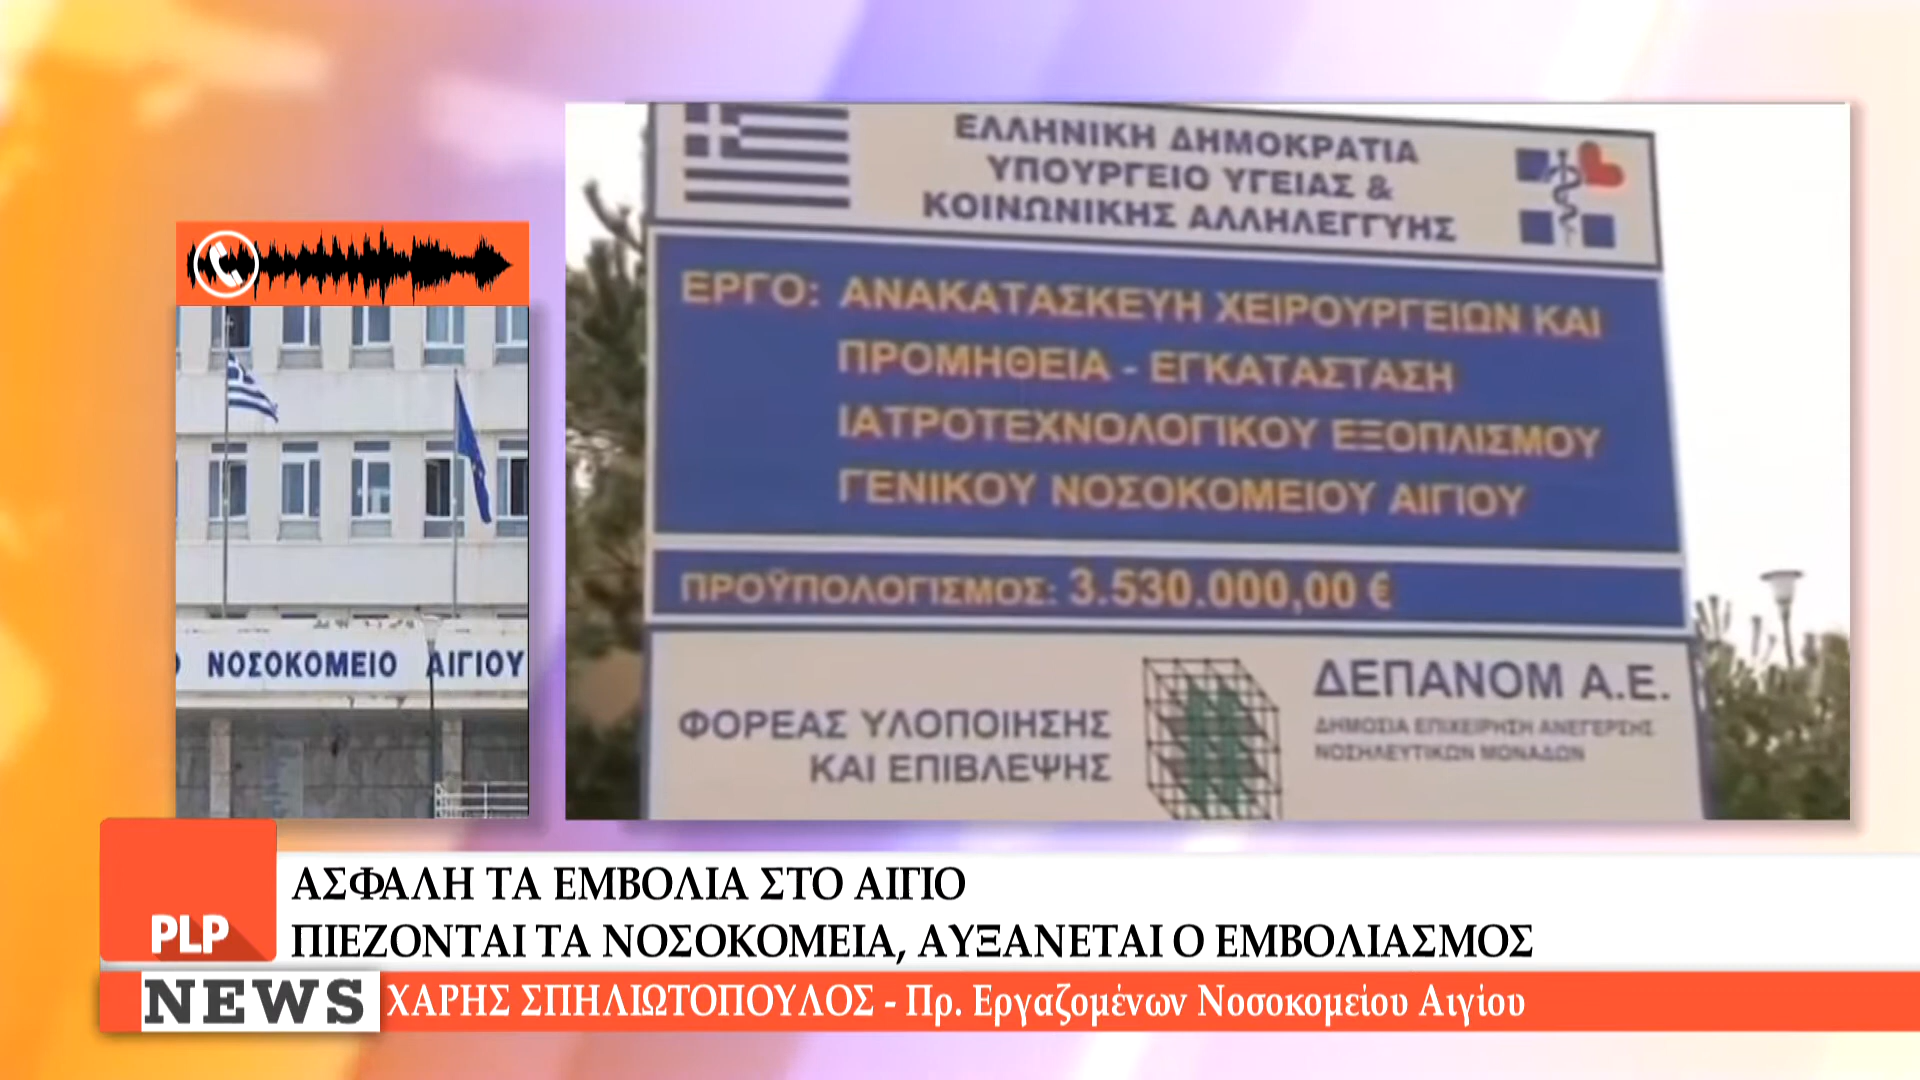 ΕΛΛΗΝΙΚΗ ΔΗΜΟΚΡΑΤΙΑ
ΥΠΟΥΡΓΕΙΟ ΥΓΕΙΑΣ &
ΚΟΙΝΩΝΙΚΗΣ ΑΛΛΗΛΕΓΓΥΗΣ
ΕΡΓΟ: ΑΝΑΚΑΤΑΣΚΕΥΗ ΧΕΙΡΟΥΡΓΕΙΩΝ ΚΑΙ
ΠΡΟΜΗΘΕΙΑ - ΕΓΚΑΤΑΣΤΑΣΗ
ΙΑΤΡΟΤΕΧΝΟΛΟΓΙΚΟΥ ΕΞΟΠΛΙΣΜΟΥ
ΓΕΝΙΚΟΥ ΝΟΣΟΚΟΜΕΙΟΥ ΑΙΓΙΟΥ
ΠΡΟΫΠΟΛΟΓΙΣΜΟΣ: 3.530.000,00 €
ΦΟΡΕΑΣ ΥΛΟΠΟΙΗΣΗΣ
ΚΑΙ ΕΠΙΒΛΕΨΗΣ
ΔΕΠΑΝΟΜ Α.Ε.
ΔΗΜΟΣΙΑ ΕΠΙΧΕΙΡΗΣΗ ΑΝΕΓΕΡΣΗΣ
ΝΟΣΗΛΕΥΤΙΚΩΝ ΜΟΝΑΔΩΝ
ΝΟΣΟΚΟΜΕΙΟ ΑΙΓΙΟΥ
ΑΣΦΑΛΗ ΤΑ ΕΜΒΟΛΙΑ ΣΤΟ ΑΙΓΙΟ
ΠΙΕΖΟΝΤΑΙ ΤΑ ΝΟΣΟΚΟΜΕΙΑ, ΑΥΞΑΝΕΤΑΙ Ο ΕΜΒΟΛΙΑΣΜΟΣ
PLP
NEWS
ΧΑΡΗΣ ΣΠΗΛΙΩΤΟΠΟΥΛΟΣ - Πρ. Εργαζομένων Νοσοκομείου Αιγίου